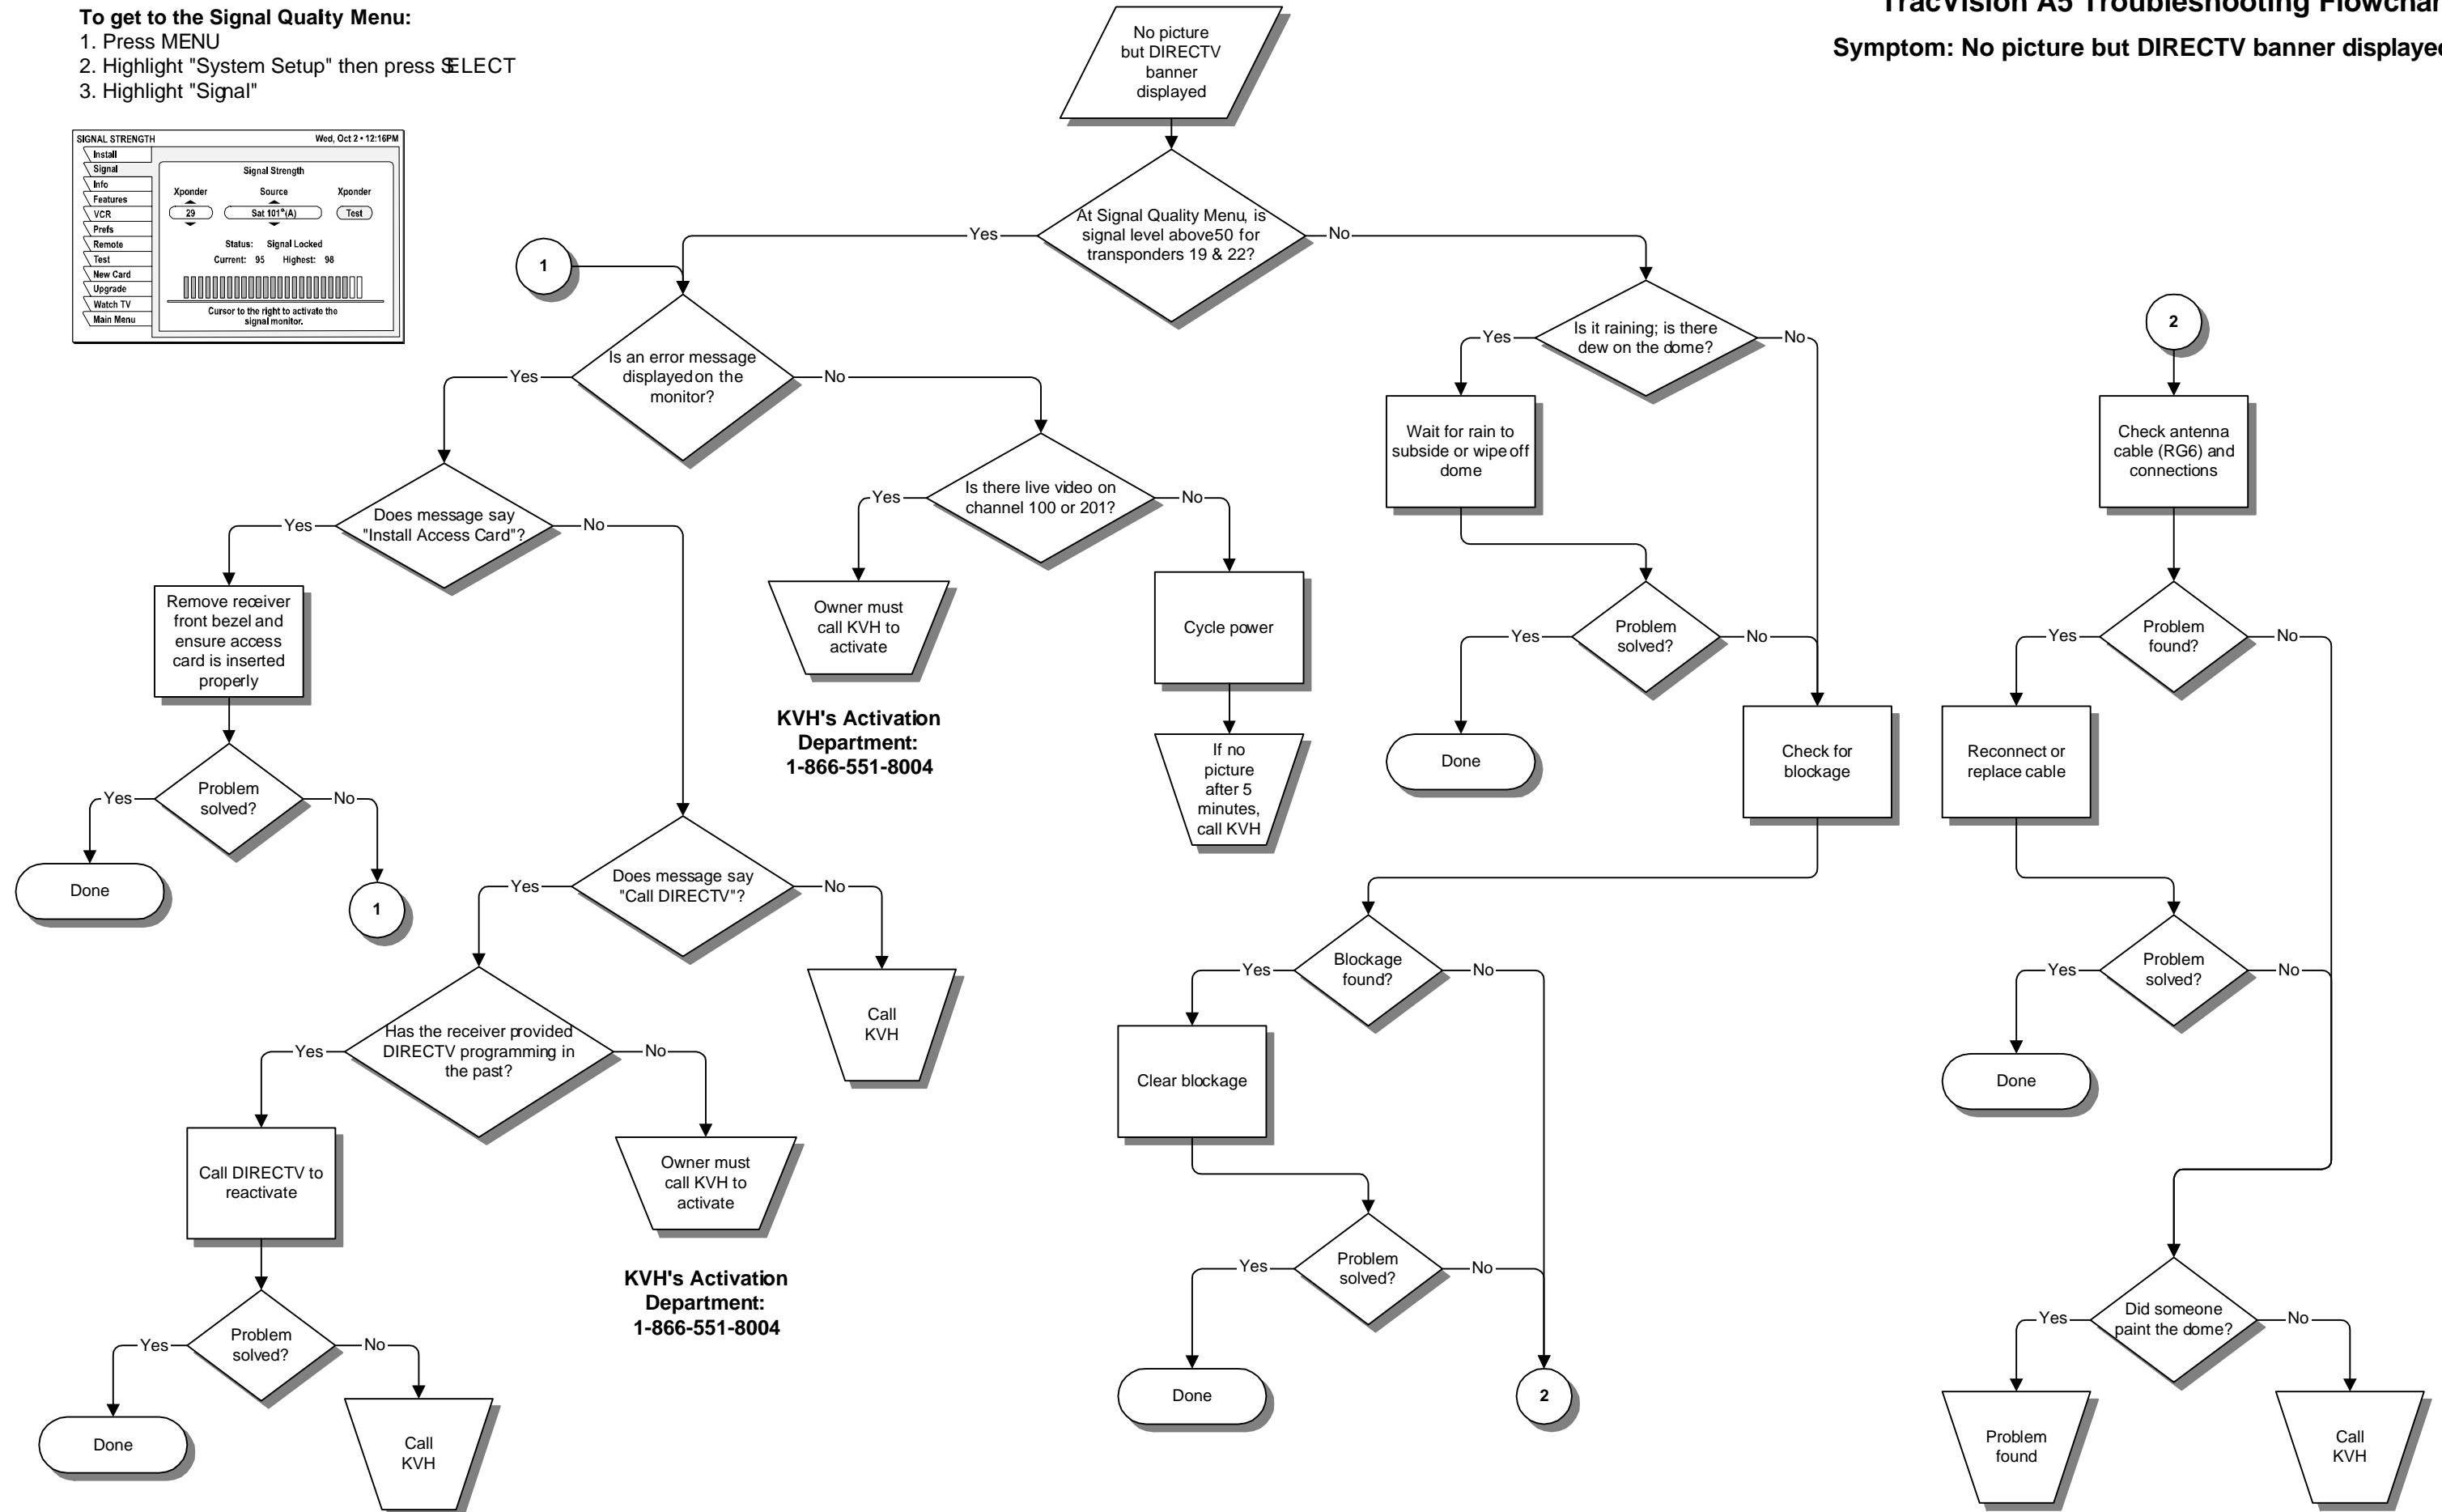 To get to the Signal Quality Menu:
1. Press MENU
2. Highlight "System Setup" then press SELECT
3. Highlight "Signal"
TracVision A5 Troubleshooting Flowchar
Symptom: No picture but DIRECTV banner displayed
SIGNAL STRENGTH
Wed, Oct 2 • 12:16PM
Install
Signal
Info
Features
VCR
Prefs
Remote
Test
New Card
Upgrade
Watch TV
Main Menu
Signal Strength
Xponder
Source
Xponder
29
Sat 101°(A)
Test
Status: Signal Locked
Current: 95 Highest: 98
Cursor to the right to activate the
signal monitor.
No picture
but DIRECTV
banner
displayed
At Signal Quality Menu, is
signal level above 50 for
transponders 19 & 22?
Yes
No
1
Is an error message
displayed on the
monitor?
Yes
No
Does message say
"Install Access Card"?
Yes
No
Remove receiver
front bezel and
ensure access
card is inserted
properly
Problem
solved?
Yes
No
Done
1
Is there live video on
channel 100 or 201?
Yes
No
Owner must
call KVH to
activate
KVH's Activation
Department:
1-866-551-8004
Cycle power
If no
picture
after 5
minutes,
call KVH
Does message say
"Call DIRECTV"?
Yes
No
Call
KVH
Has the receiver provided
DIRECTV programming in
the past?
Yes
No
Call DIRECTV to
reactivate
Owner must
call KVH to
activate
KVH's Activation
Department:
1-866-551-8004
Problem
solved?
Yes
No
Done
Call
KVH
Is it raining; is there
dew on the dome?
Yes
No
Wait for rain to
subside or wipe off
dome
Problem
solved?
Yes
No
Done
Check for
blockage
Blockage
found?
Yes
No
Clear blockage
Problem
solved?
Yes
No
Done
2
2
Check antenna
cable (RG6) and
connections
Problem
found?
Yes
No
Reconnect or
replace cable
Problem
solved?
Yes
No
Done
Did someone
paint the dome?
Yes
No
Problem
found
Call
KVH